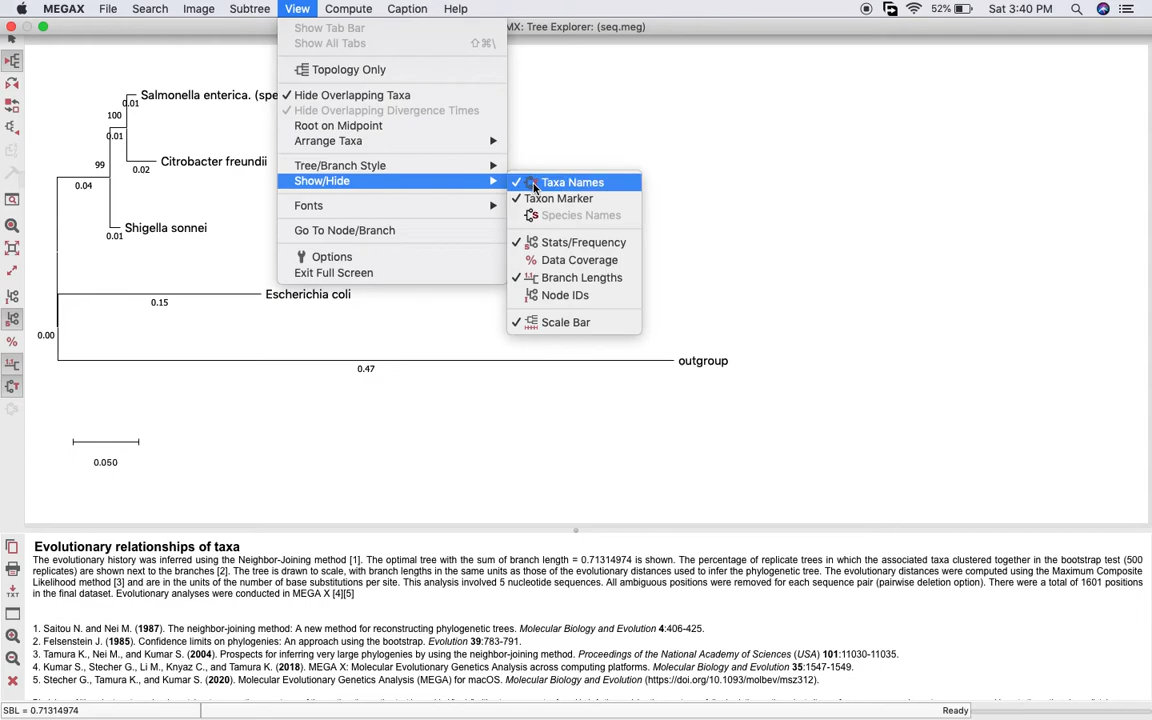 MEGAX File Search Image Subtree View Compute Caption Help 52% Sat 3:40 PM
MX: Tree Explorer: (seq.meg)
Show Tab Bar
Show All Tabs ⇧⌘\
Topology Only
✓ Hide Overlapping Taxa
✓ Hide Overlapping Divergence Times
Root on Midpoint
Arrange Taxa
Tree/Branch Style
Show/Hide
Fonts
Go To Node/Branch
Options
Exit Full Screen
✓ Taxa Names
✓ Taxon Marker
Species Names
✓ Stats/Frequency
% Data Coverage
✓ Branch Lengths
Node IDs
✓ Scale Bar
Salmonella enterica. (spe
0.01
100
0.01
Citrobacter freundii
99
0.02
0.04
Shigella sonnei
0.01
Escherichia coli
0.15
0.00
outgroup
0.47
0.050
Evolutionary relationships of taxa
The evolutionary history was inferred using the Neighbor-Joining method [1]. The optimal tree with the sum of branch length = 0.71314974 is shown. The percentage of replicate trees in which the associated taxa clustered together in the bootstrap test (500
replicates) are shown next to the branches [2]. The tree is drawn to scale, with branch lengths in the same units as those of the evolutionary distances used to infer the phylogenetic tree. The evolutionary distances were computed using the Maximum Composite
Likelihood method [3] and are in the units of the number of base substitutions per site. This analysis involved 5 nucleotide sequences. All ambiguous positions were removed for each sequence pair (pairwise deletion option). There were a total of 1601 positions
in the final dataset. Evolutionary analyses were conducted in MEGA X [4][5]
1. Saitou N. and Nei M. (1987). The neighbor-joining method: A new method for reconstructing phylogenetic trees. Molecular Biology and Evolution 4:406-425.
2. Felsenstein J. (1985). Confidence limits on phylogenies: An approach using the bootstrap. Evolution 39:783-791.
3. Tamura K., Nei M., and Kumar S. (2004). Prospects for inferring very large phylogenies by using the neighbor-joining method. Proceedings of the National Academy of Sciences (USA) 101:11030-11035.
4. Kumar S., Stecher G., Li M., Knyaz C., and Tamura K. (2018). MEGA X: Molecular Evolutionary Genetics Analysis across computing platforms. Molecular Biology and Evolution 35:1547-1549.
5. Stecher G., Tamura K., and Kumar S. (2020). Molecular Evolutionary Genetics Analysis (MEGA) for macOS. Molecular Biology and Evolution (https://doi.org/10.1093/molbev/msz312).
SBL = 0.71314974
Ready